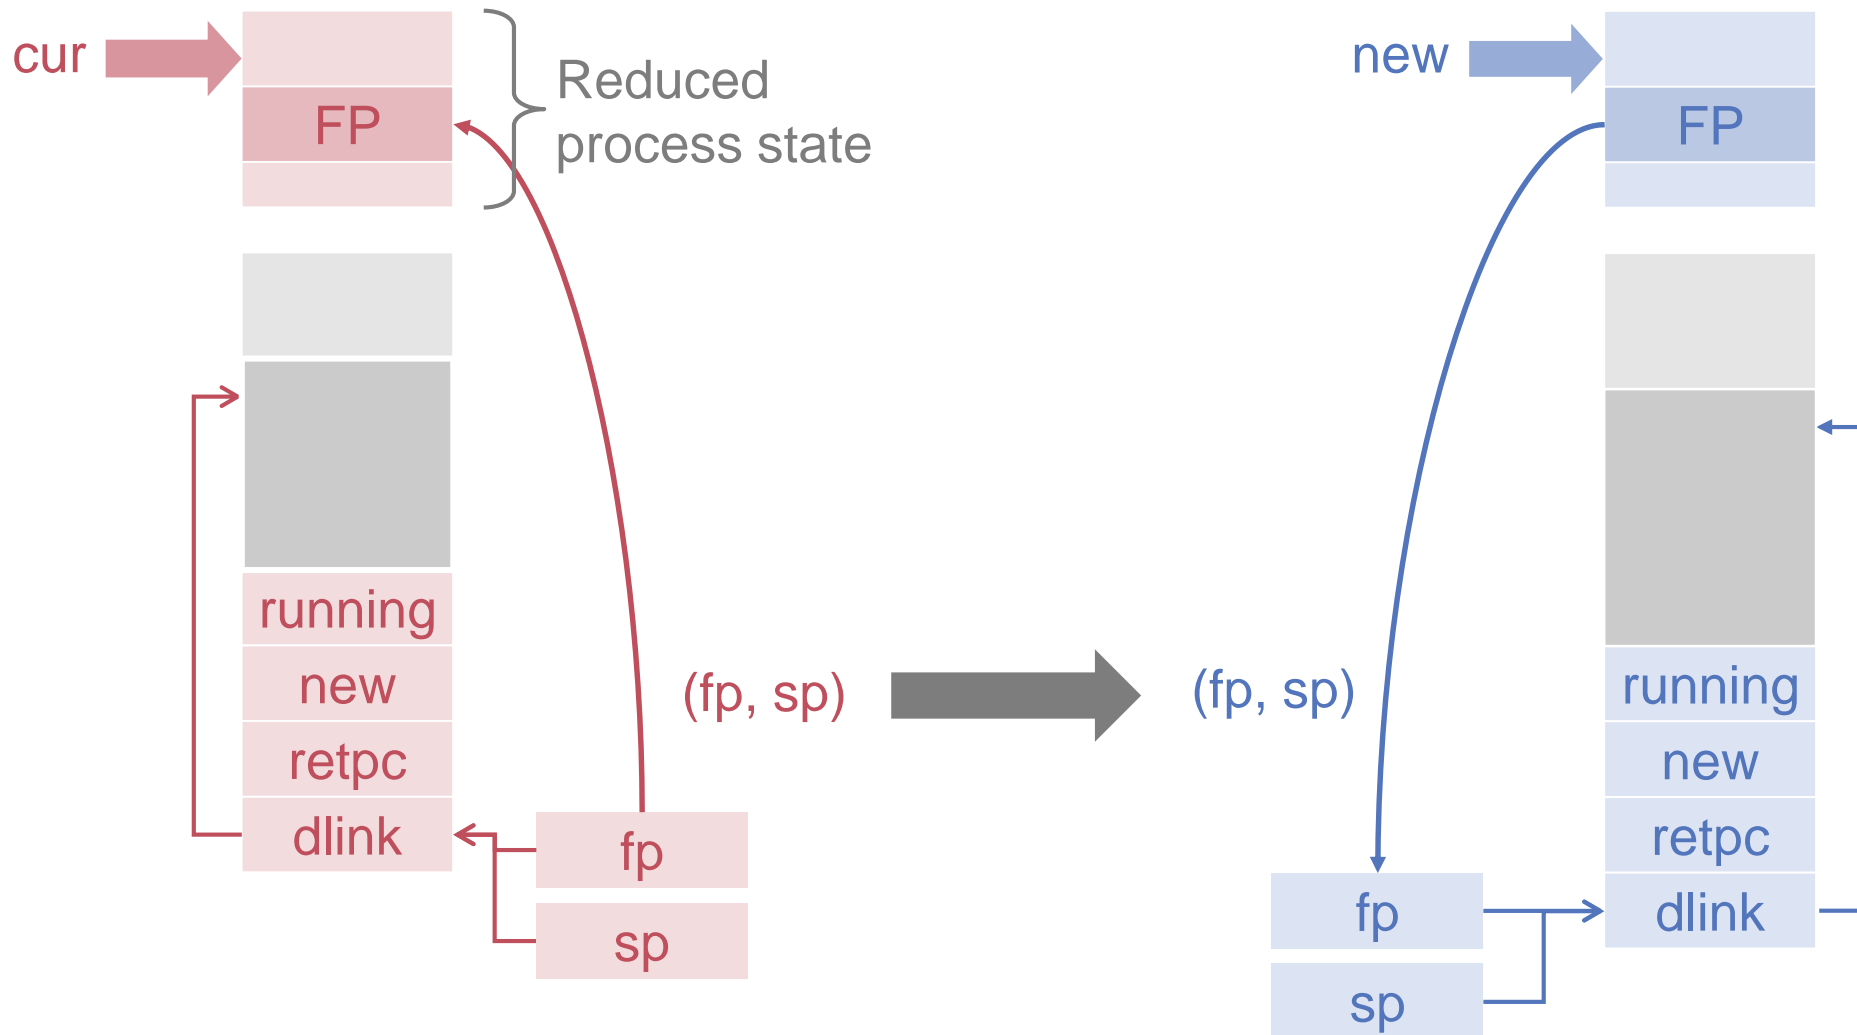 cur
FP
Reduced
process state
running
new
retpc
dlink
fp
sp
(fp, sp)
(fp, sp)
new
FP
running
new
retpc
dlink
fp
sp